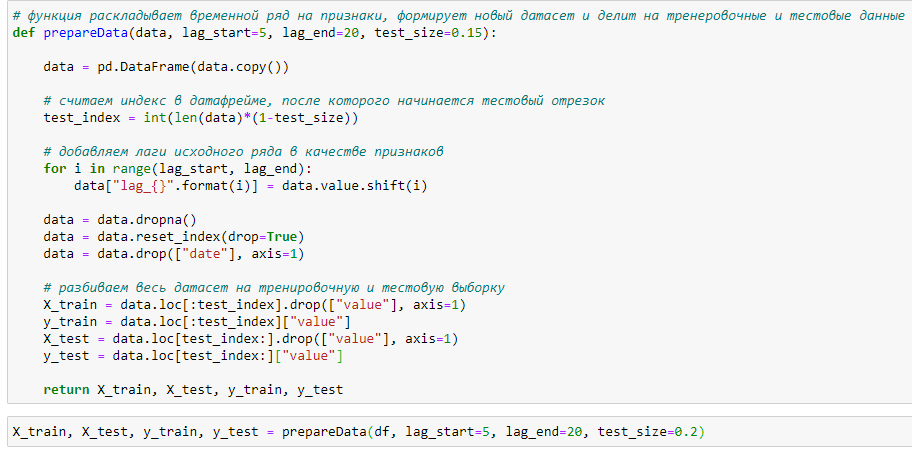 # функция раскладывает временной ряд на признаки, формирует новый датасет и делит на тренеровочные и тестовые данные
def prepareData(data, lag_start=5, lag_end=20, test_size=0.15):
    data = pd.DataFrame(data.copy())
    # считаем индекс в датафрейме, после которого начинается тестовый отрезок
    test_index = int(len(data)*(1-test_size))
    # добавляем лаги исходного ряда в качестве признаков
    for i in range(lag_start, lag_end):
        data["lag_{}".format(i)] = data.value.shift(i)
    data = data.dropna()
    data = data.reset_index(drop=True)
    data = data.drop(["date"], axis=1)
    # разбиваем весь датасет на тренировочную и тестовую выборку
    X_train = data.loc[:test_index].drop(["value"], axis=1)
    y_train = data.loc[:test_index]["value"]
    X_test = data.loc[test_index:].drop(["value"], axis=1)
    y_test = data.loc[test_index:]["value"]
    return X_train, X_test, y_train, y_test
X_train, X_test, y_train, y_test = prepareData(df, lag_start=5, lag_end=20, test_size=0.2)